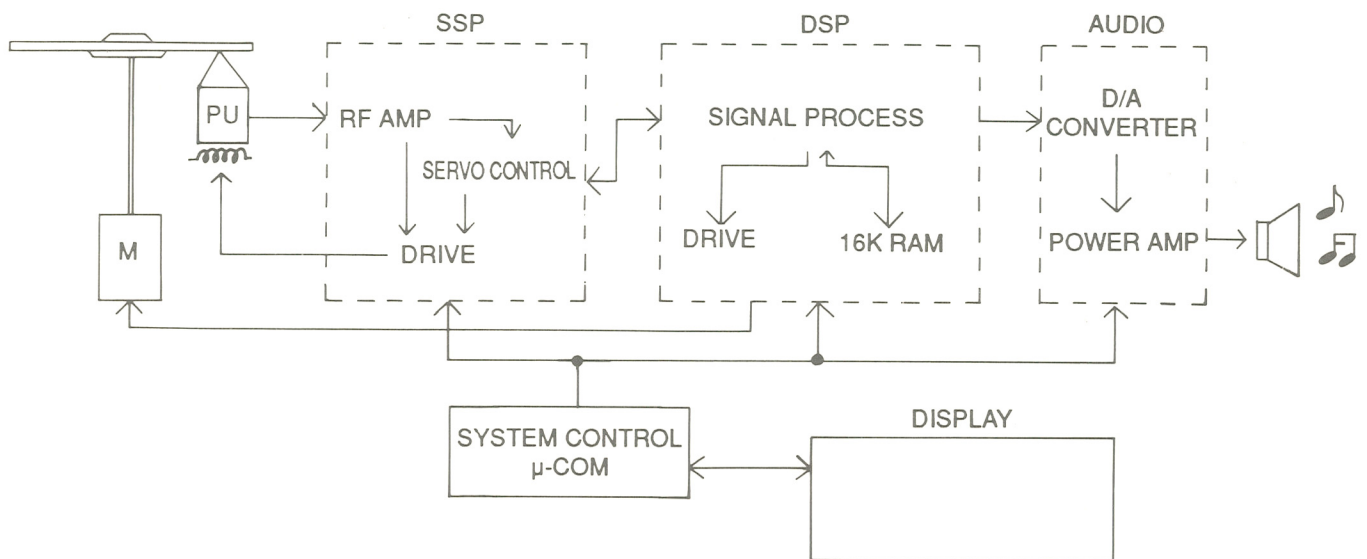 SSP
DSP
AUDIO
PU
RF AMP
SERVO CONTROL
DRIVE
M
SIGNAL PROCESS
DRIVE
16K RAM
D/A
CONVERTER
POWER AMP
SYSTEM CONTROL
μ-COM
DISPLAY